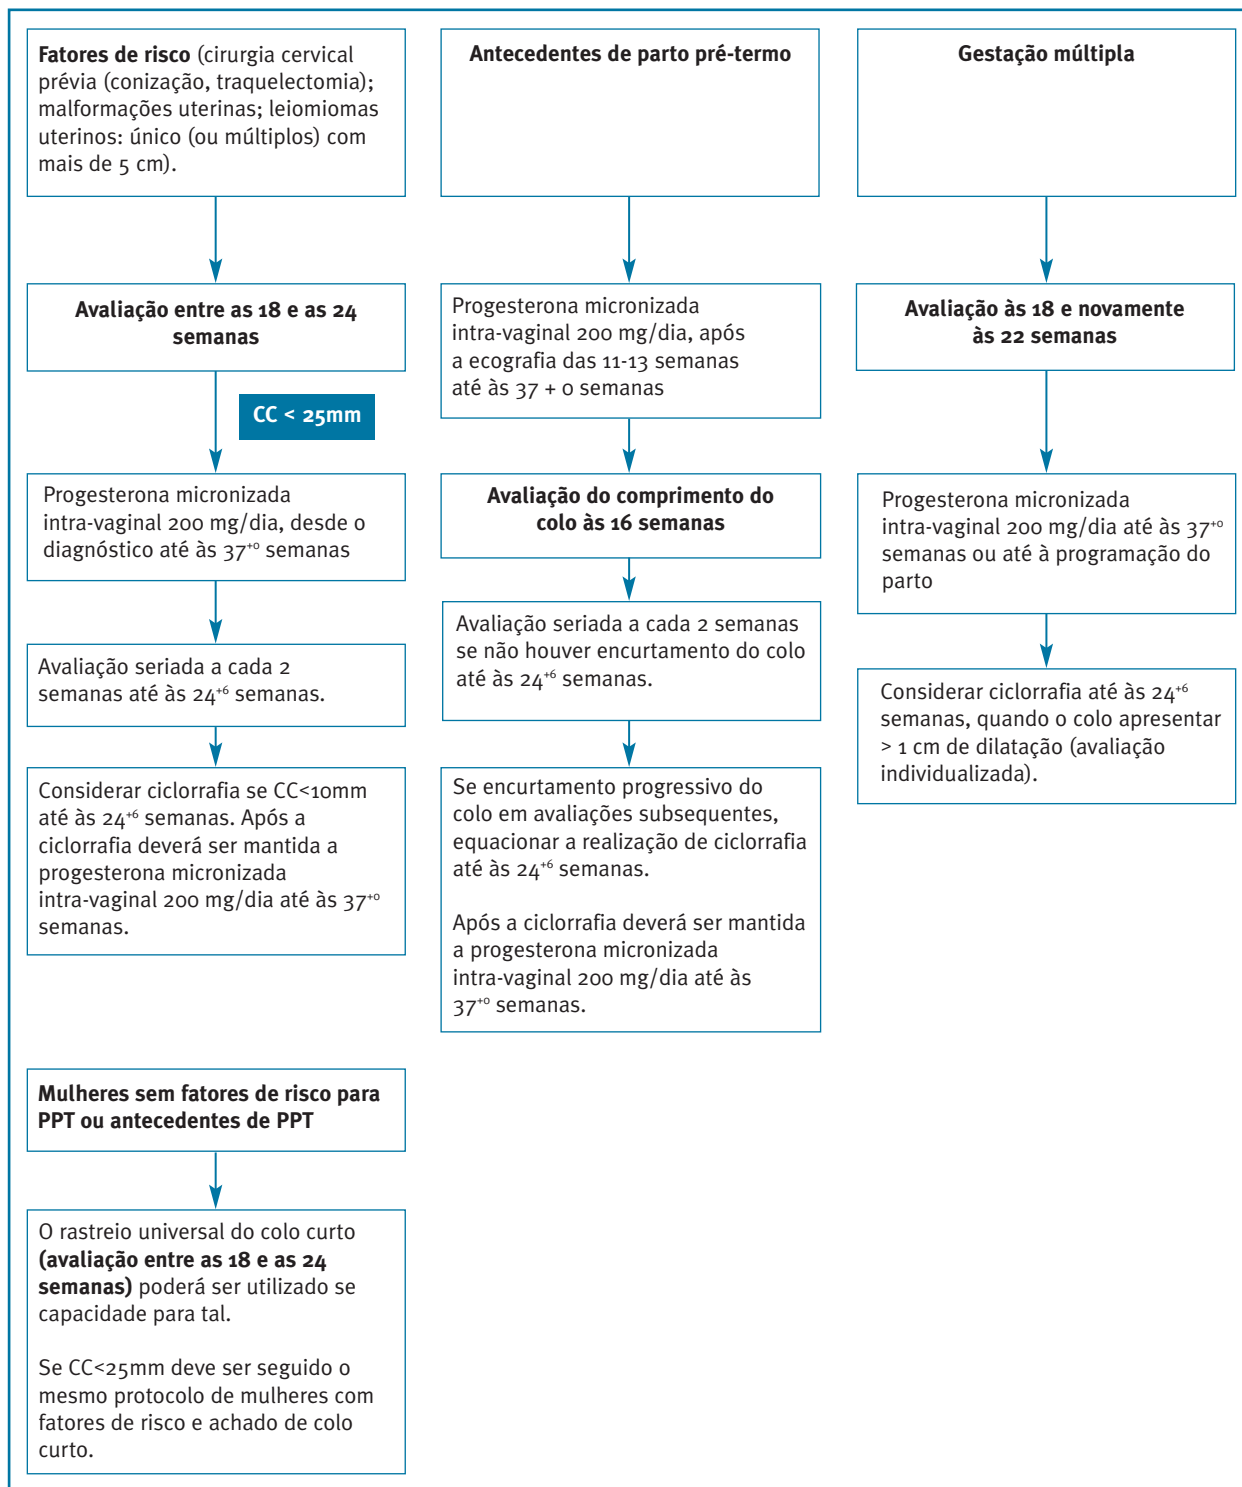 Fatores de risco (cirurgia cervical
prévia (conização, traquelectomia);
malformações uterinas; leiomiomas
uterinos: único (ou múltiplos) com
mais de 5 cm).
Avaliação entre as 18 e as 24
semanas
CC < 25mm
Progesterona micronizada
intra-vaginal 200 mg/dia, desde o
diagnóstico até às 37⁺⁰ semanas
Avaliação seriada a cada 2
semanas até às 24⁺⁶ semanas.
Considerar ciclorrafia se CC<10mm
até às 24⁺⁶ semanas. Após a
ciclorrafia deverá ser mantida a
progesterona micronizada
intra-vaginal 200 mg/dia até às 37⁺⁰
semanas.
Antecedentes de parto pré-termo
Progesterona micronizada
intra-vaginal 200 mg/dia, após
a ecografia das 11-13 semanas
até às 37 + 0 semanas
Avaliação do comprimento do
colo às 16 semanas
Avaliação seriada a cada 2 semanas
se não houver encurtamento do colo
até às 24⁺⁶ semanas.
Se encurtamento progressivo do
colo em avaliações subsequentes,
equacionar a realização de ciclorrafia
até às 24⁺⁶ semanas.
Após a ciclorrafia deverá ser mantida
a progesterona micronizada
intra-vaginal 200 mg/dia até às
37⁺⁰ semanas.
Gestação múltipla
Avaliação às 18 e novamente
às 22 semanas
Progesterona micronizada
intra-vaginal 200 mg/dia até às 37⁺⁰
semanas ou até à programação do
parto
Considerar ciclorrafia até às 24⁺⁶
semanas, quando o colo apresentar
> 1 cm de dilatação (avaliação
individualizada).
Mulheres sem fatores de risco para
PPT ou antecedentes de PPT
O rastreio universal do colo curto
(avaliação entre as 18 e as 24
semanas) poderá ser utilizado se
capacidade para tal.
Se CC<25mm deve ser seguido o
mesmo protocolo de mulheres com
fatores de risco e achado de colo
curto.